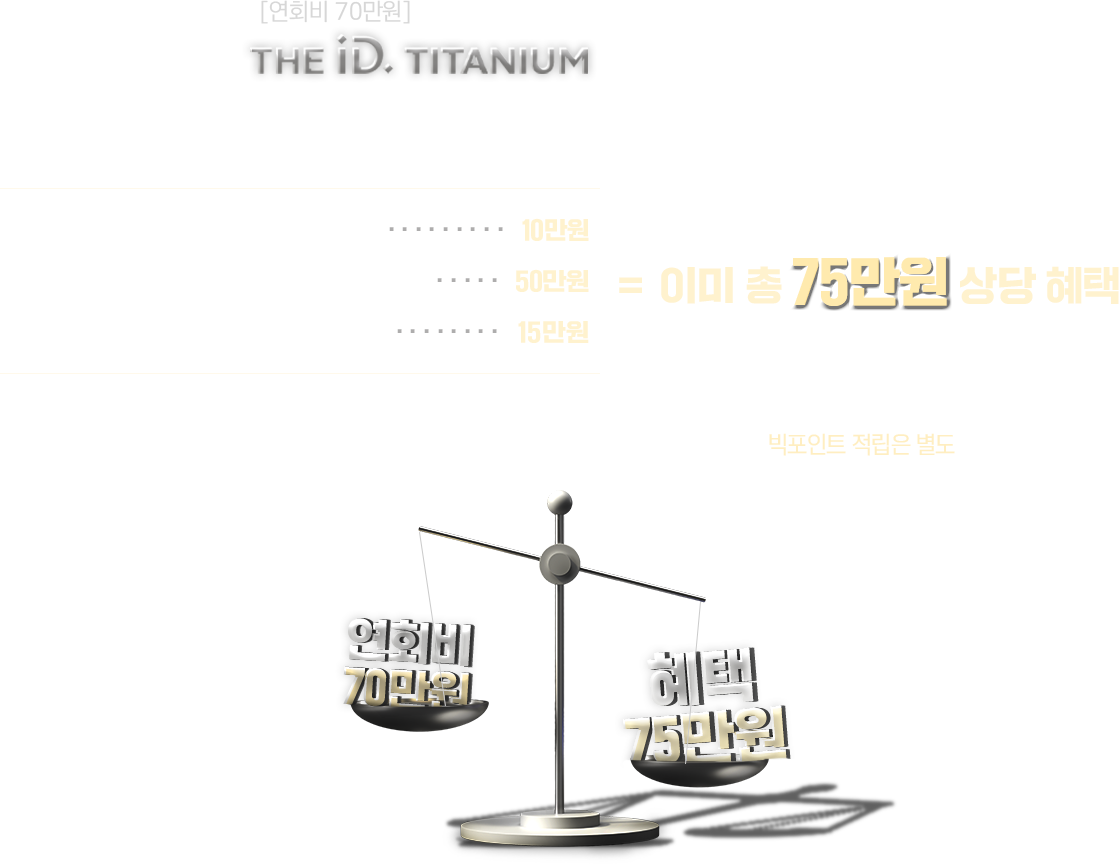 [연회비 70만원]
THE iD. TITANIUM
········· 10만원
····· 50만원
········ 15만원
= 이미 총 75만원 상당 혜택
빅포인트 적립은 별도
연회비
70만원
혜택
75만원